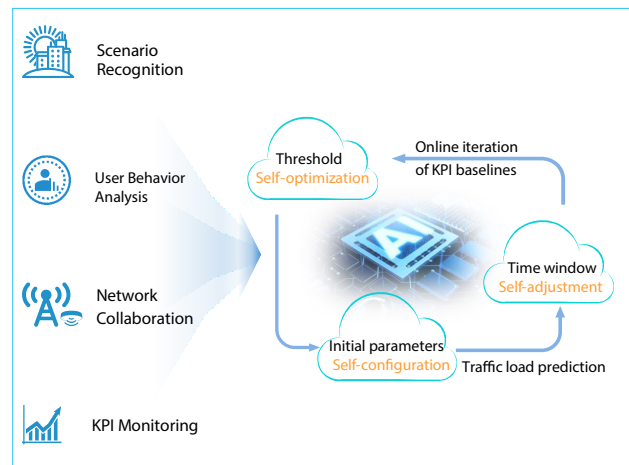 Scenario
Recognition
User Behavior
Analysis
Network
Collaboration
KPI Monitoring
Threshold
Self-optimization
Online iteration
of KPI baselines
AI
Time window
Self-adjustment
Initial parameters
Self-configuration
Traffic load prediction